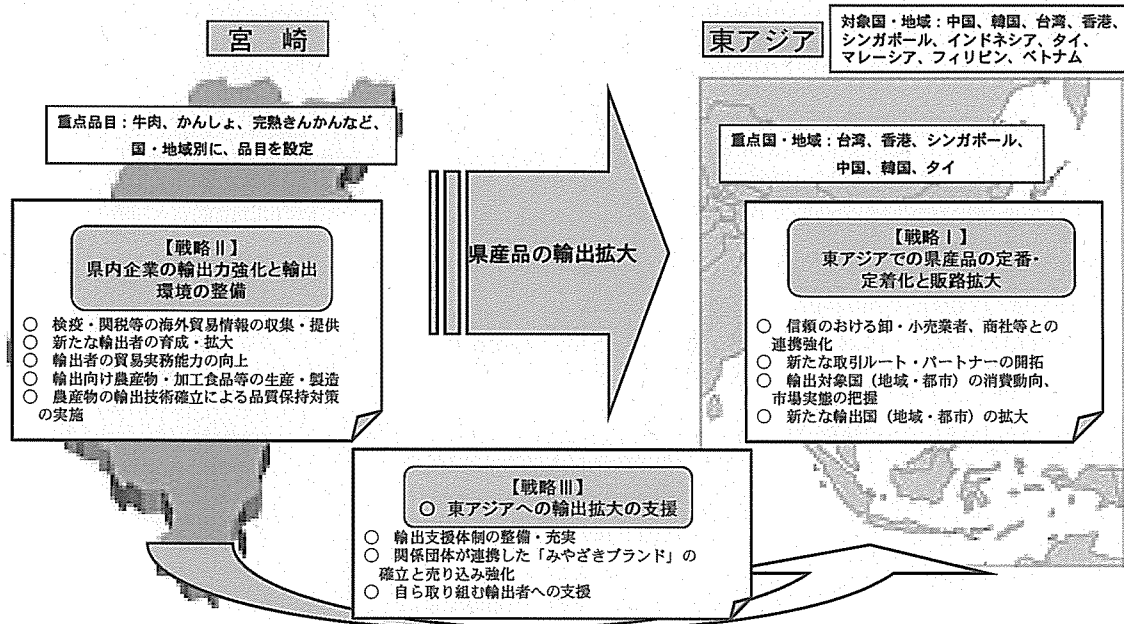 宮　崎
東アジア
対象国・地域：中国、韓国、台湾、香港、
シンガポール、インドネシア、タイ、
マレーシア、フィリピン、ベトナム
重点品目：牛肉、かんしょ、完熟きんかんなど、
国・地域別に、品目を設定
重点国・地域：台湾、香港、シンガポール、
中国、韓国、タイ
【戦略Ⅱ】
県内企業の輸出力強化と輸出
環境の整備
○　検疫・関税等の海外貿易情報の収集・提供
○　新たな輸出者の育成・拡大
○　輸出者の貿易実務能力の向上
○　輸出向け農産物・加工食品等の生産・製造
○　農産物の輸出技術確立による品質保持対策
の実施
県産品の輸出拡大
【戦略Ⅰ】
東アジアでの県産品の定番・
定着化と販路拡大
○　信頼のおける卸・小売業者、商社等との
連携強化
○　新たな取引ルート・パートナーの開拓
○　輸出対象国（地域・都市）の消費動向、
市場実態の把握
○　新たな輸出国（地域・都市）の拡大
【戦略Ⅲ】
○　東アジアへの輸出拡大の支援
○　輸出支援体制の整備・充実
○　関係団体が連携した「みやざきブランド」の
確立と売り込み強化
○　自ら取り組む輸出者への支援